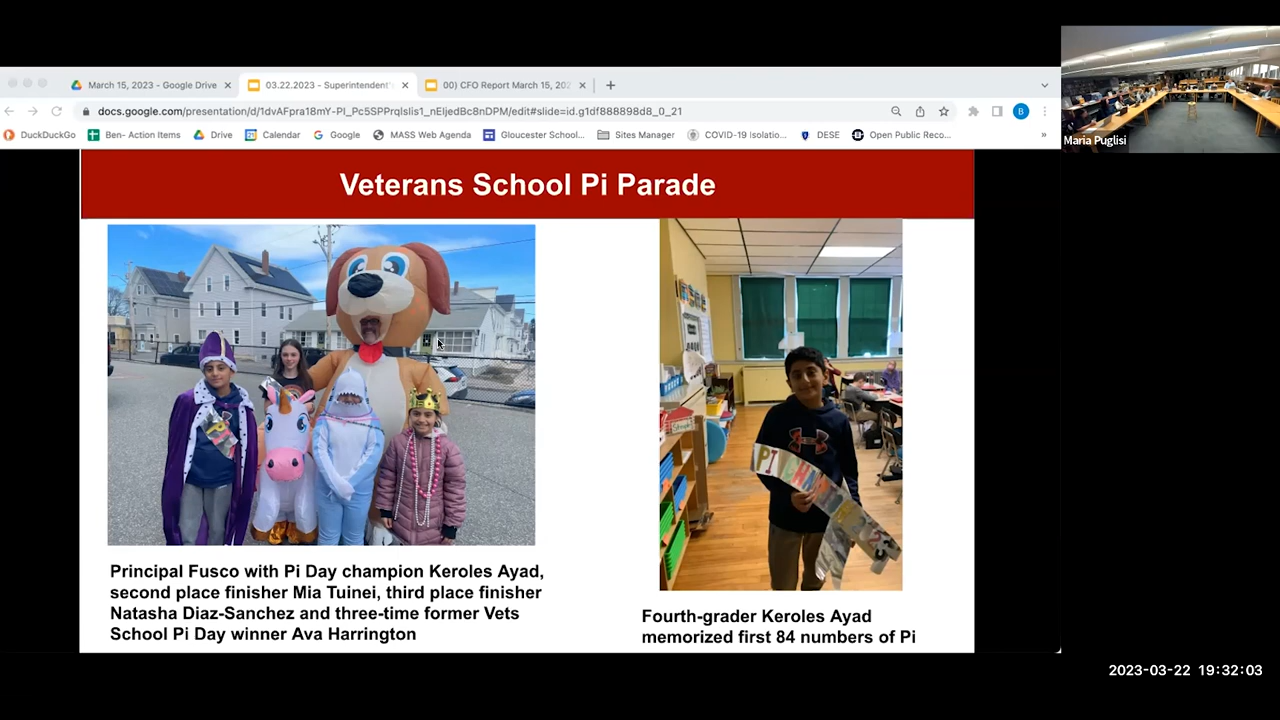 March 15, 2023 - Google Drive
03.22.2023 - Superintendent'
00) CFO Report March 15, 202
docs.google.com/presentation/d/1dvAFpra18mY-PI_Pc5SPPrqIslis1_nEljedBc8nDPM/edit#slide=id.g1df888898d8_0_21
B
DuckDuckGo
Ben- Action Items
Drive
Calendar
Google
MASS Web Agenda
Gloucester School...
Sites Manager
COVID-19 Isolatio...
DESE
Open Public Reco...
»
Maria Puglisi
Veterans School Pi Parade
PI
Principal Fusco with Pi Day champion Keroles Ayad,
second place finisher Mia Tuinei, third place finisher
Natasha Diaz-Sanchez and three-time former Vets
School Pi Day winner Ava Harrington
Fourth-grader Keroles Ayad
memorized first 84 numbers of Pi
2023-03-22 19:32:03